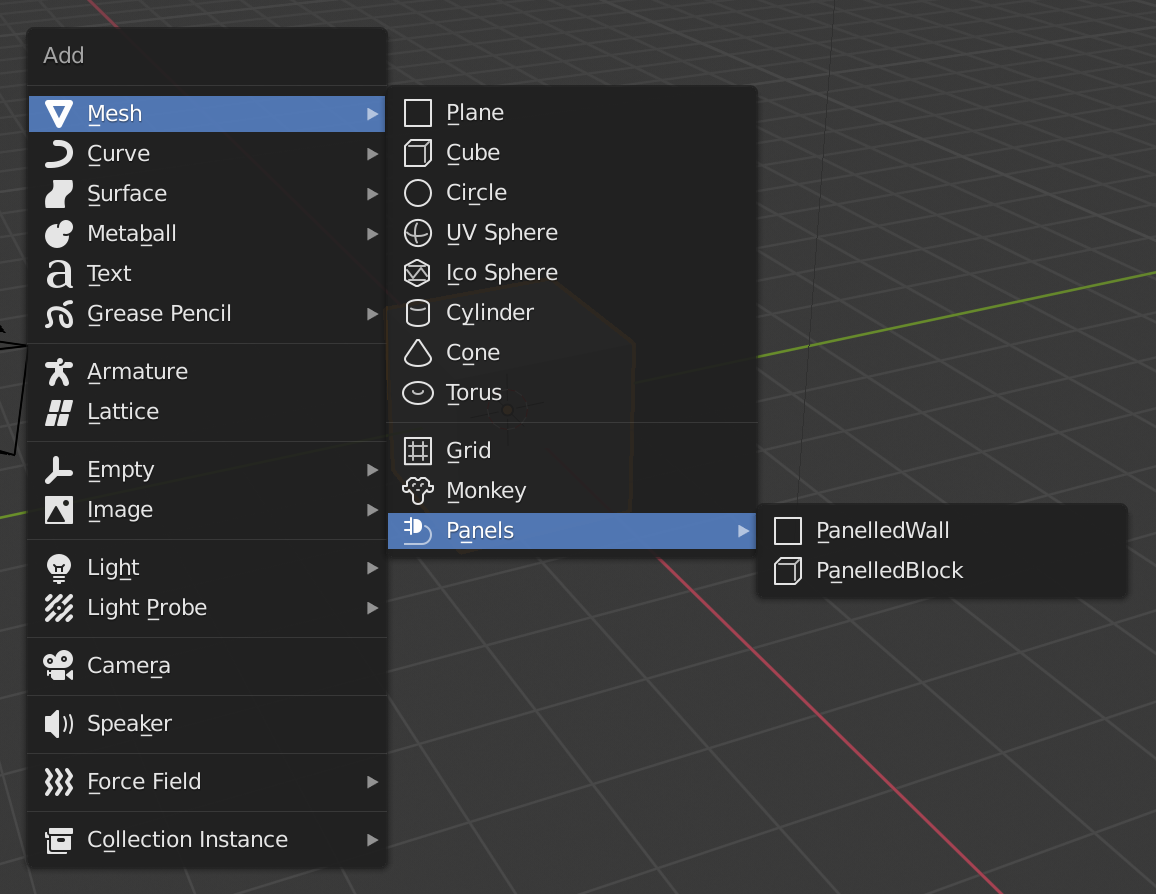 Add
Mesh
Curve
Surface
Metaball
Text
Grease Pencil
Armature
Lattice
Empty
Image
Light
Light Probe
Camera
Speaker
Force Field
Collection Instance
Plane
Cube
Circle
UV Sphere
Ico Sphere
Cylinder
Cone
Torus
Grid
Monkey
Panels
PanelledWall
PanelledBlock